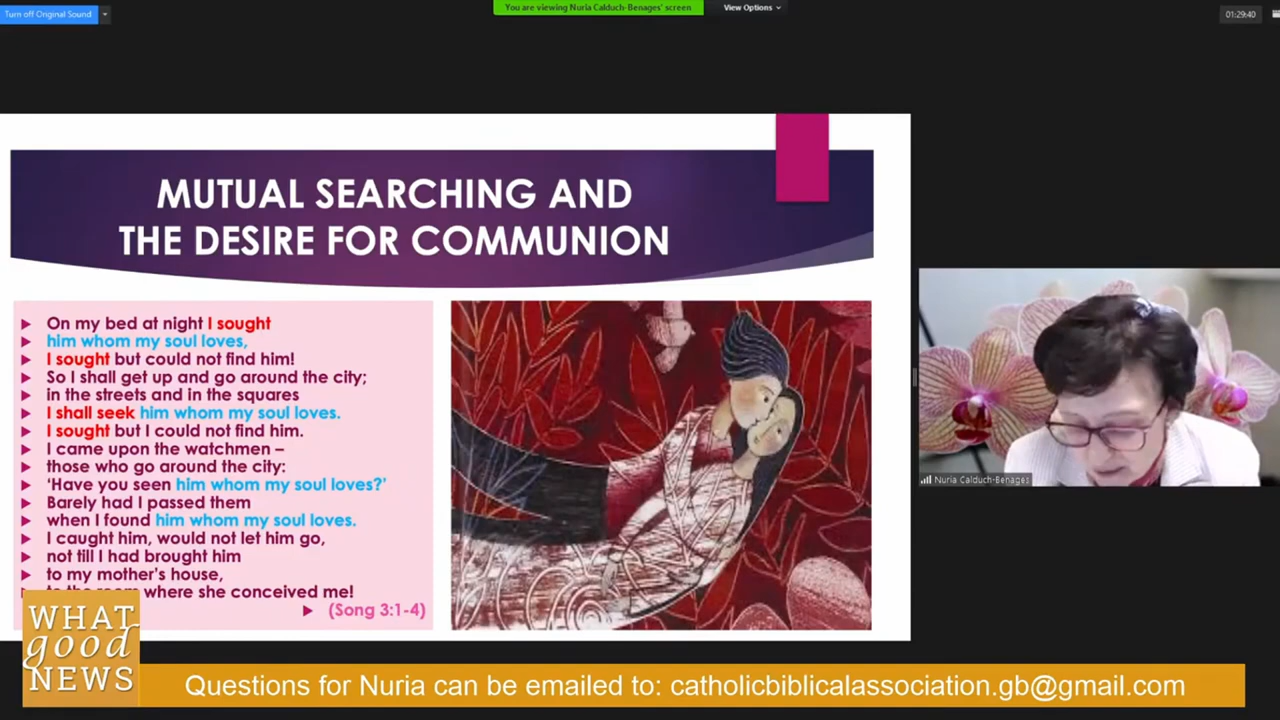 Turn off Original Sound
You are viewing Nuria Calduch-Benages' screen
View Options
01:29:40
MUTUAL SEARCHING AND
THE DESIRE FOR COMMUNION
On my bed at night I sought
him whom my soul loves,
I sought but could not find him!
So I shall get up and go around the city;
in the streets and in the squares
I shall seek him whom my soul loves.
I sought but I could not find him.
I came upon the watchmen –
those who go around the city:
‘Have you seen him whom my soul loves?’
Barely had I passed them
when I found him whom my soul loves.
I caught him, would not let him go,
not till I had brought him
to my mother’s house,
to the room where she conceived me!
(Song 3:1-4)
Nuria Calduch-Benages
WHAT
good
NEWS
Questions for Nuria can be emailed to: catholicbiblicalassociation.gb@gmail.com